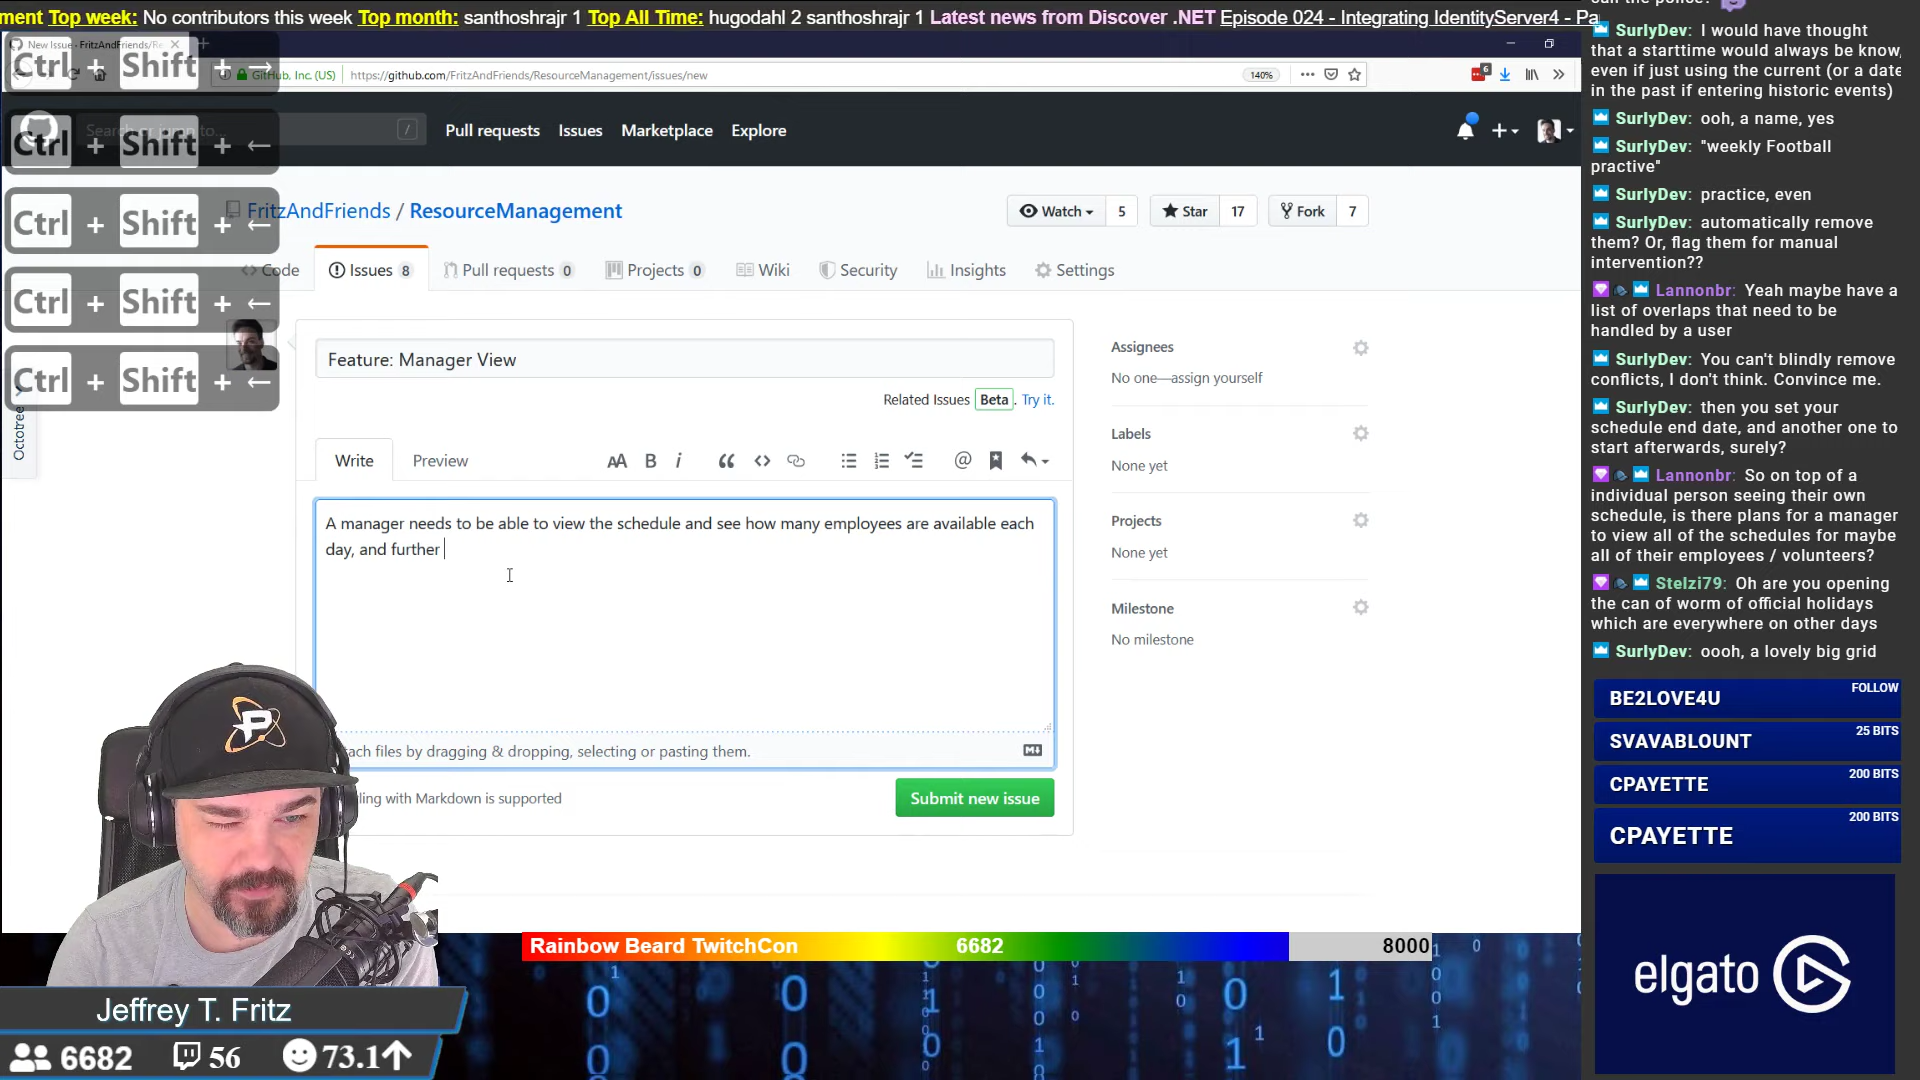 ment Top week: No contributors this week Top month: santhoshrajr 1 Top All Time: hugodahl 2 santhoshrajr 1 Latest news from Discover .NET Episode 024 - Integrating IdentityServer4 - Pa
New Issue - FritzAndFriends/Re
GitHub, Inc. (US)
https://github.com/FritzAndFriends/ResourceManagement/issues/new
140%
6
Ctrl + Shift + →
Ctrl + Shift + ←
Ctrl + Shift + ←
Ctrl + Shift + ←
Ctrl + Shift + ←
Search or jump to...
/
Pull requests
Issues
Marketplace
Explore
FritzAndFriends / ResourceManagement
Watch 5
Star 17
Fork 7
Code
Issues 8
Pull requests 0
Projects 0
Wiki
Security
Insights
Settings
Octotree
Feature: Manager View
Related Issues Beta . Try it.
Write
Preview
A manager needs to be able to view the schedule and see how many employees are available each
day, and further
tach files by dragging & dropping, selecting or pasting them.
ling with Markdown is supported
Submit new issue
Assignees
No one—assign yourself
Labels
None yet
Projects
None yet
Milestone
No milestone
SurlyDev: I would have thought
that a starttime would always be know,
even if just using the current (or a date
in the past if entering historic events)
SurlyDev: ooh, a name, yes
SurlyDev: "weekly Football
practive"
SurlyDev: practice, even
SurlyDev: automatically remove
them? Or, flag them for manual
intervention??
Lannonbr: Yeah maybe have a
list of overlaps that need to be
handled by a user
SurlyDev: You can't blindly remove
conflicts, I don't think. Convince me.
SurlyDev: then you set your
schedule end date, and another one to
start afterwards, surely?
Lannonbr: So on top of a
individual person seeing their own
schedule, is there plans for a manager
to view all of the schedules for maybe
all of their employees / volunteers?
Stelzi79: Oh are you opening
the can of worm of official holidays
which are everywhere on other days
SurlyDev: oooh, a lovely big grid
BE2LOVE4U FOLLOW
SVAVABLOUNT 25 BITS
CPAYETTE 200 BITS
CPAYETTE 200 BITS
elgato
Rainbow Beard TwitchCon 6682 8000
Jeffrey T. Fritz
6682 56 73.1